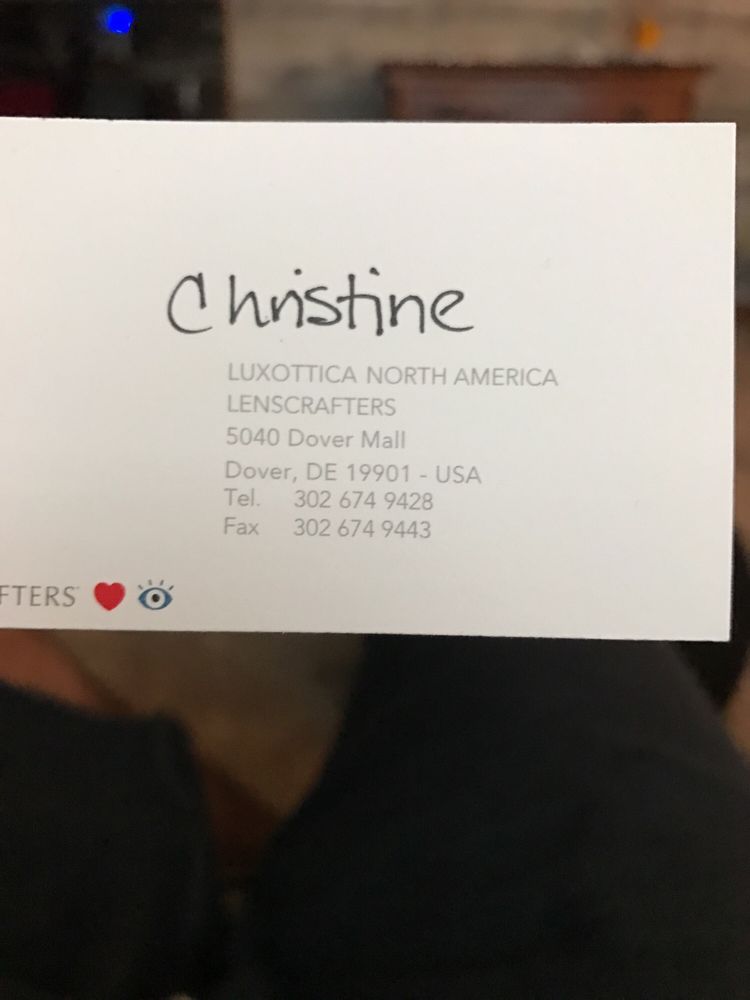 Christine
LUXOTTICA NORTH AMERICA
LENSCRAFTERS
5040 Dover Mall
Dover, DE 19901 - USA
Tel. 302 674 9428
Fax 302 674 9443
FTERS